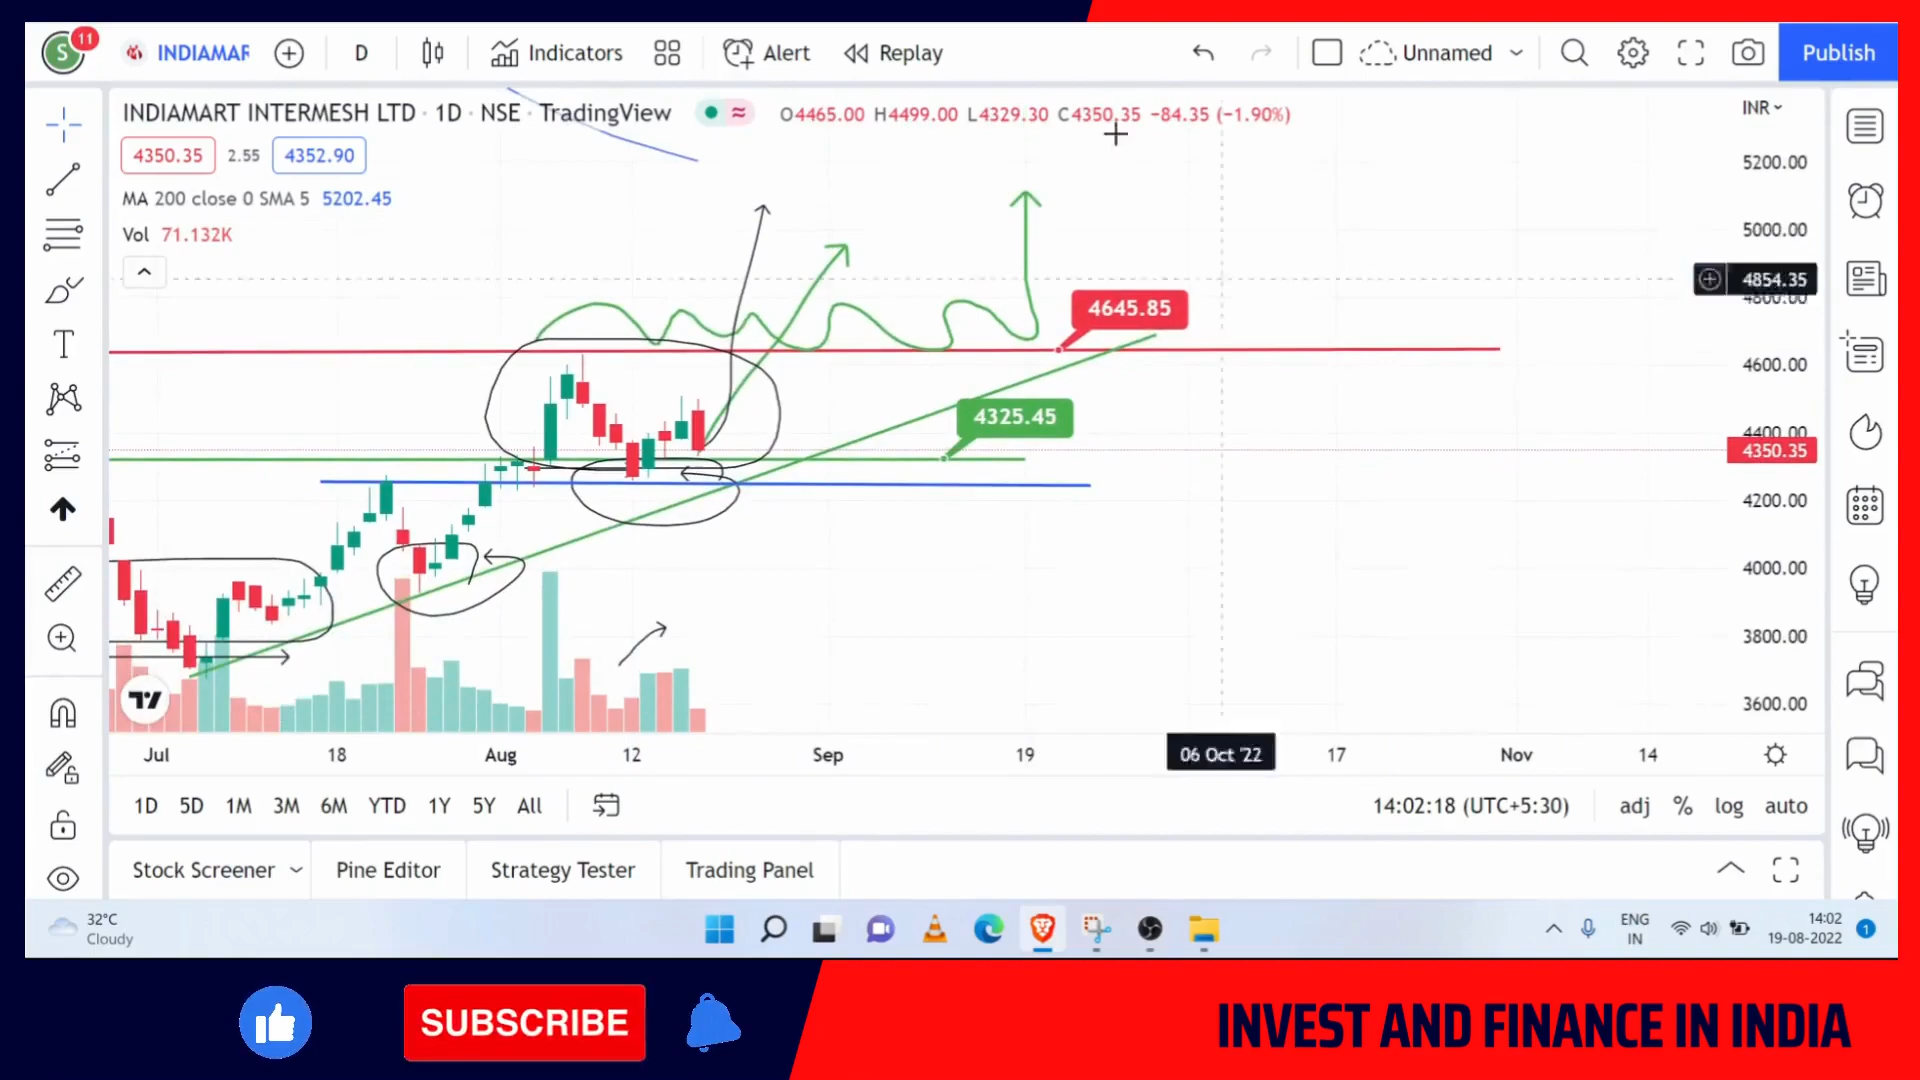 S 11 INDIAMAR D Indicators Alert Replay Unnamed Publish
INDIAMART INTERMESH LTD · 1D · NSE · TradingView O4465.00 H4499.00 L4329.30 C4350.35 −84.35 (−1.90%) INR
4350.35 2.55 4352.90
MA 200 close 0 SMA 5 5202.45
Vol 71.132K
5200.00
5000.00
4854.35
4800.00
4645.85
4600.00
4325.45
4400.00
4350.35
4200.00
4000.00
3800.00
3600.00
Jul 18 Aug 12 Sep 19 06 Oct '22 17 Nov 14
1D 5D 1M 3M 6M YTD 1Y 5Y All 14:02:18 (UTC+5:30) adj % log auto
Stock Screener Pine Editor Strategy Tester Trading Panel
32°C
Cloudy
ENG
IN
14:02
19-08-2022
1
SUBSCRIBE
INVEST AND FINANCE IN INDIA